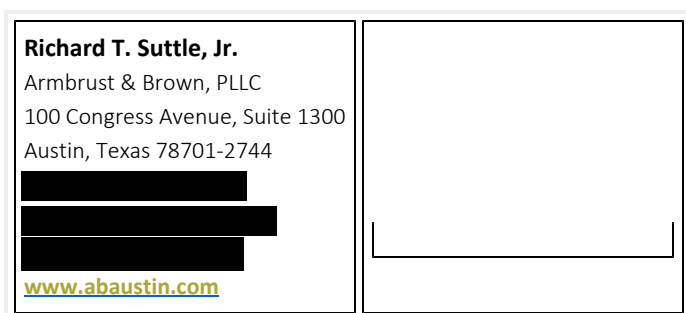 Richard T. Suttle, Jr.
Armbrust & Brown, PLLC
100 Congress Avenue, Suite 1300
Austin, Texas 78701-2744
www.abaustin.com